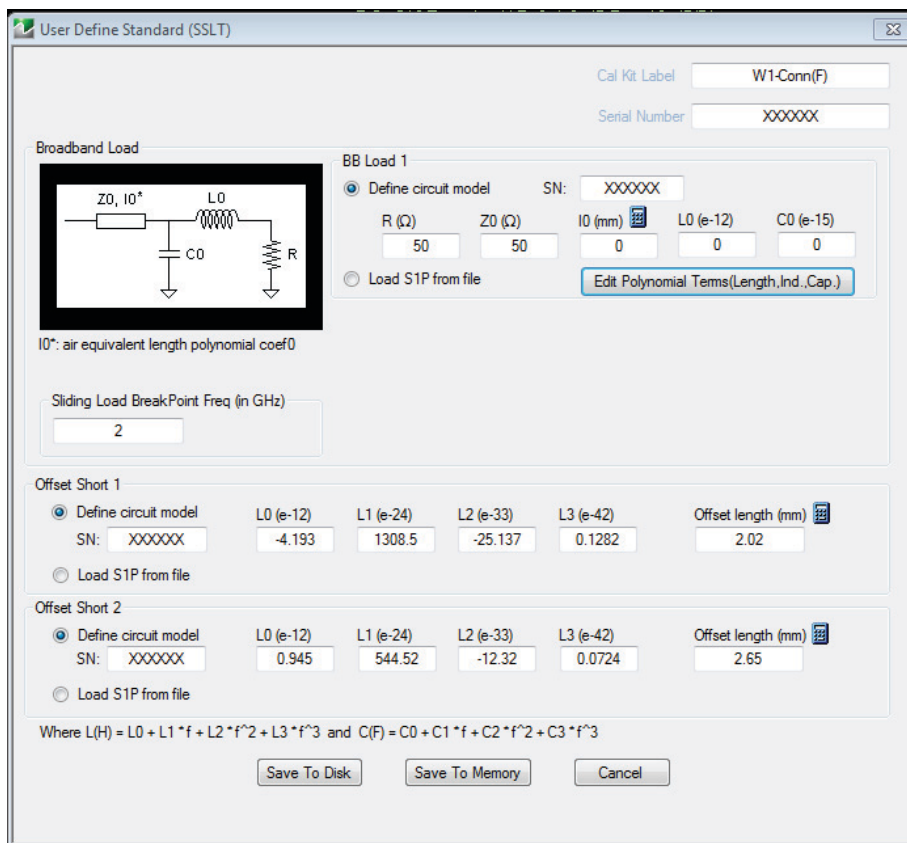 User Define Standard (SSLT)
Cal Kit Label W1-Conn(F)
Serial Number XXXXXX
Broadband Load
BB Load 1
Z0, l0*
L0
C0
R
Define circuit model SN: XXXXXX
R (Ω) Z0 (Ω) l0 (mm) L0 (e-12) C0 (e-15)
50 50 0 0 0
Load S1P from file Edit Polynomial Terms(Length,Ind.,Cap.)
l0*: air equivalent length polynomial coef0
Sliding Load BreakPoint Freq (in GHz)
2
Offset Short 1
Define circuit model L0 (e-12) L1 (e-24) L2 (e-33) L3 (e-42) Offset length (mm)
SN: XXXXXX -4.193 1308.5 -25.137 0.1282 2.02
Load S1P from file
Offset Short 2
Define circuit model L0 (e-12) L1 (e-24) L2 (e-33) L3 (e-42) Offset length (mm)
SN: XXXXXX 0.945 544.52 -12.32 0.0724 2.65
Load S1P from file
Where L(H) = L0 + L1 *f + L2 *f^2 + L3 *f^3 and C(F) = C0 + C1 *f + C2 *f^2 + C3 *f^3
Save To Disk Save To Memory Cancel